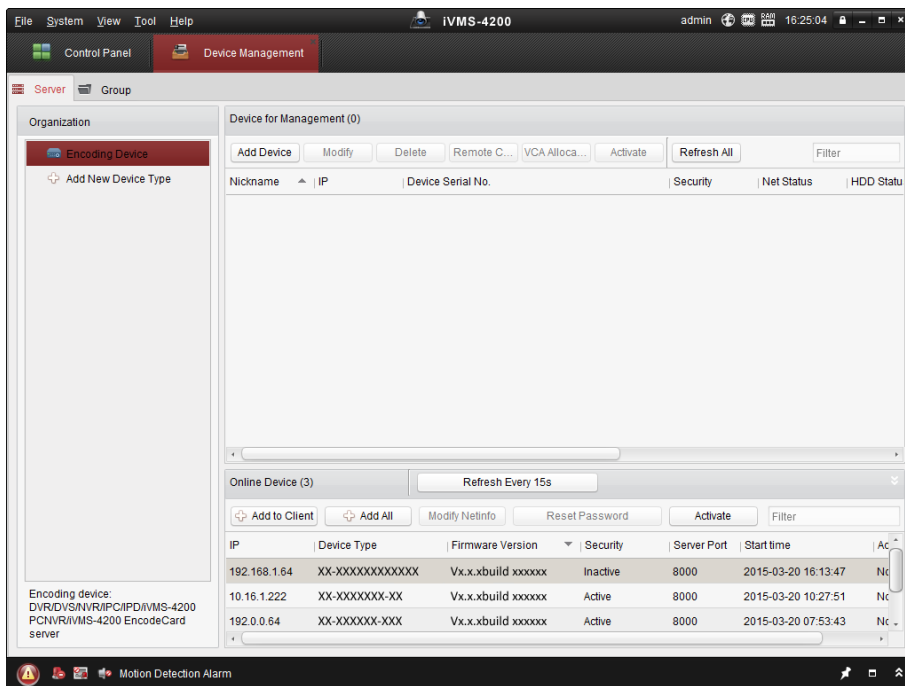 File System View Tool Help iVMS-4200 admin RAM 16:25:04
Control Panel Device Management
Server Group
Organization
Encoding Device
Add New Device Type
Encoding device:
DVR/DVS/NVR/IPC/IPD/iVMS-4200
PCNVR/iVMS-4200 EncodeCard
server
Device for Management (0)
Add Device Modify Delete Remote C... VCA Alloca... Activate Refresh All Filter
Nickname IP Device Serial No. Security Net Status HDD Statu
Online Device (3) Refresh Every 15s
Add to Client Add All Modify Netinfo Reset Password Activate Filter
IP Device Type Firmware Version Security Server Port Start time Ad
192.168.1.64 XX-XXXXXXXXXXXX Vx.x.xbuild xxxxxx Inactive 8000 2015-03-20 16:13:47 No
10.16.1.222 XX-XXXXXXX-XX Vx.x.xbuild xxxxxx Active 8000 2015-03-20 10:27:51 No
192.0.0.64 XX-XXXXXX-XXX Vx.x.xbuild xxxxxx Active 8000 2015-03-20 07:53:43 No
Motion Detection Alarm